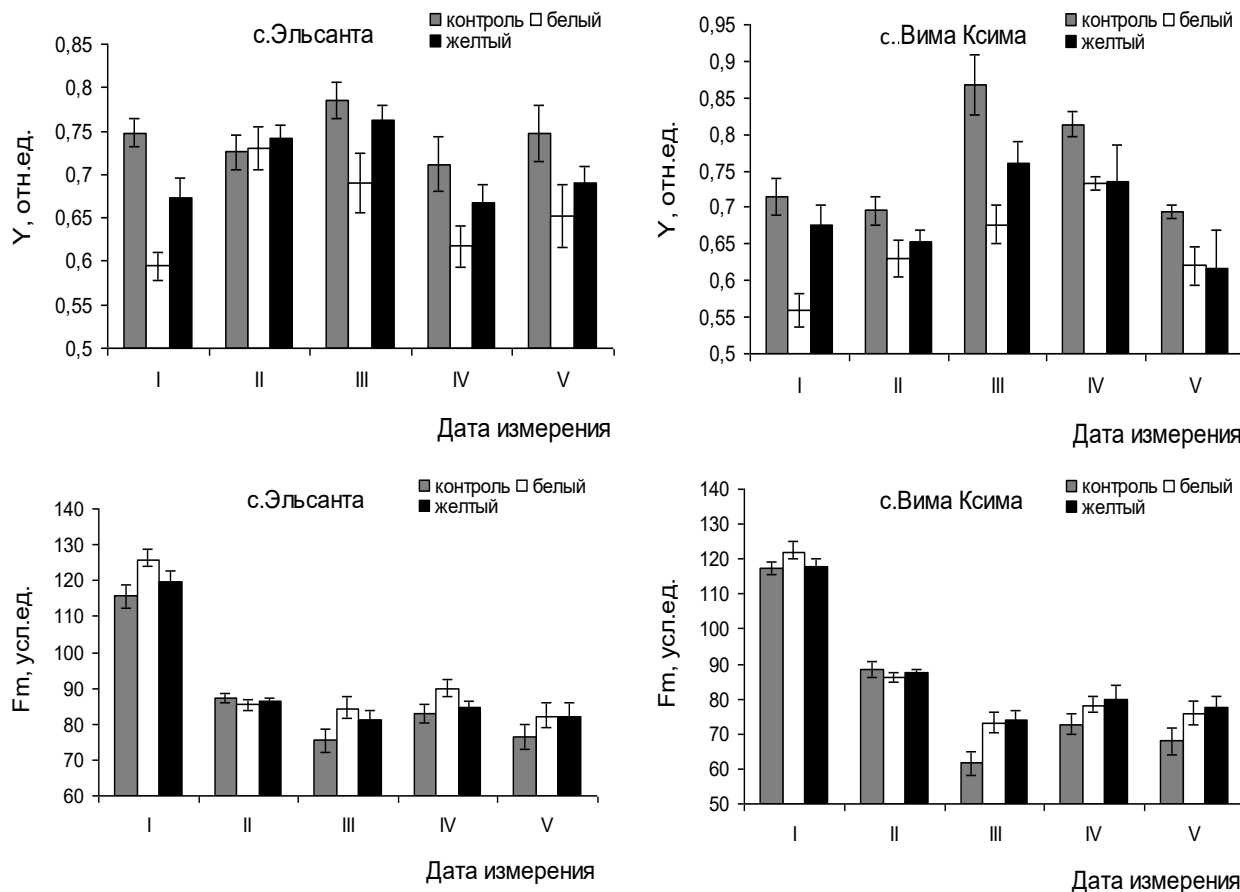 с.Эльсанта
контроль белый
желтый
0,85
0,8
0,75
0,7
0,65
0,6
0,55
0,5
Y, отн.ед.
I II III IV V
Дата измерения
с..Вима Ксима
контроль белый
желтый
0,95
0,9
0,85
0,8
0,75
0,7
0,65
0,6
0,55
0,5
Y, отн.ед.
I II III IV V
Дата измерения
с.Эльсанта
контроль белый
желтый
140
130
120
110
100
90
80
70
60
Fm, усл.ед.
I II III IV V
Дата измерения
с.Вима Ксима
контроль белый
желтый
140
130
120
110
100
90
80
70
60
50
Fm, усл.ед.
I II III IV V
Дата измерения